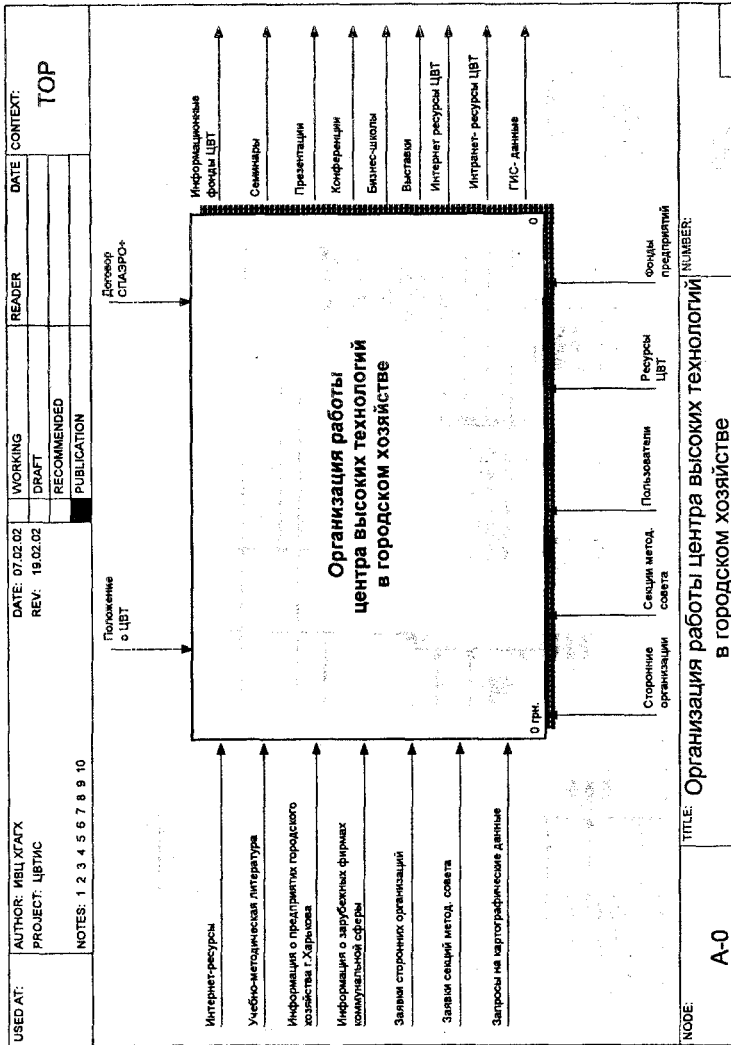 USED AT:
AUTHOR: ИВЦ ХГАГХ
PROJECT: ЦВТИС
NOTES: 1 2 3 4 5 6 7 8 9 10
DATE: 07.02.02
REV: 19.02.02
WORKING
DRAFT
RECOMMENDED
PUBLICATION
READER
DATE
CONTEXT:
TOP
Положение
о ЦВТ
Договор
СПАЭРО+
Интернет-ресурсы
Учебно-методическая литература
Информация о предприятих городского
хозяйства г.Харькова
Информация о зарубежных фирмах
коммунальной сферы
Заявки сторонних организаций
Заявки секций метод. совета
Запросы на картографические данные
Организация работы
центра высоких технологий
в городском хозяйстве
0 грн.
0
Информационные
фонды ЦВТ
Семинары
Презентации
Конференции
Бизнес-школы
Выставки
Интернет ресурсы ЦВТ
Интранет- ресурсы ЦВТ
ГИС- данные
Сторонние
организации
Секции метод.
совета
Пользователи
Ресурсы
ЦВТ
Фонды
предприятий
NODE:
A-0
TITLE: Организация работы центра высоких технологий
в городском хозяйстве
NUMBER: